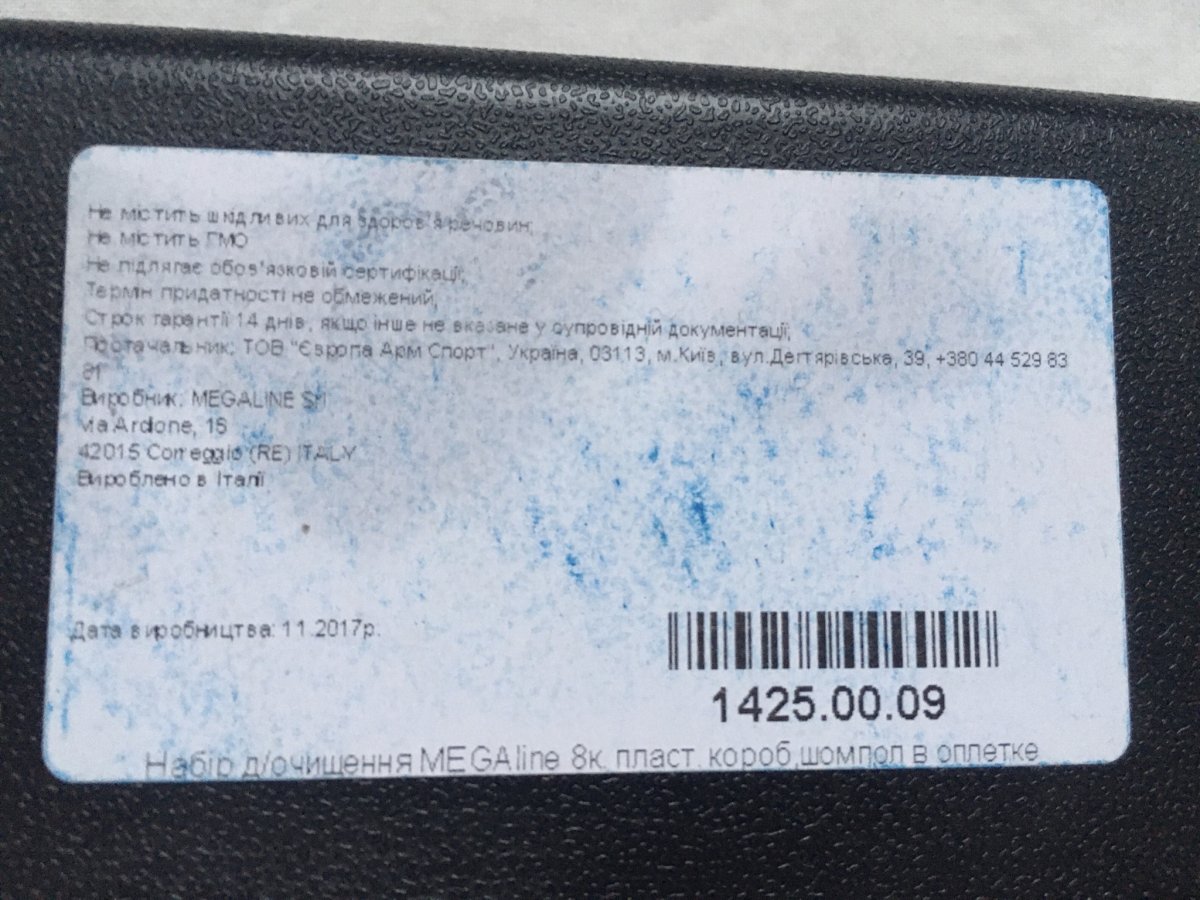 Не містить шкідливих для здоров'я речовин;
Не містить ГМО
Не підлягає обов'язковій сертифікації;
Термін придатності не обмежений;
Строк гарантії 14 днів, якщо інше не вказане у супровідній документації;
Постачальник: ТОВ "Європа Арм Спорт", Україна, 03113, м.Київ, вул.Дегтярівська, 39, +380 44 529 83
81
Виробник: MEGALINE Srl
via Ardione, 16
42015 Correggio (RE) ITALY
Вироблено в Італії
Дата виробництва: 11.2017р.
1425.00.09
Набір д/очищення MEGAline 8к. пласт. короб,шомпол в оплетке